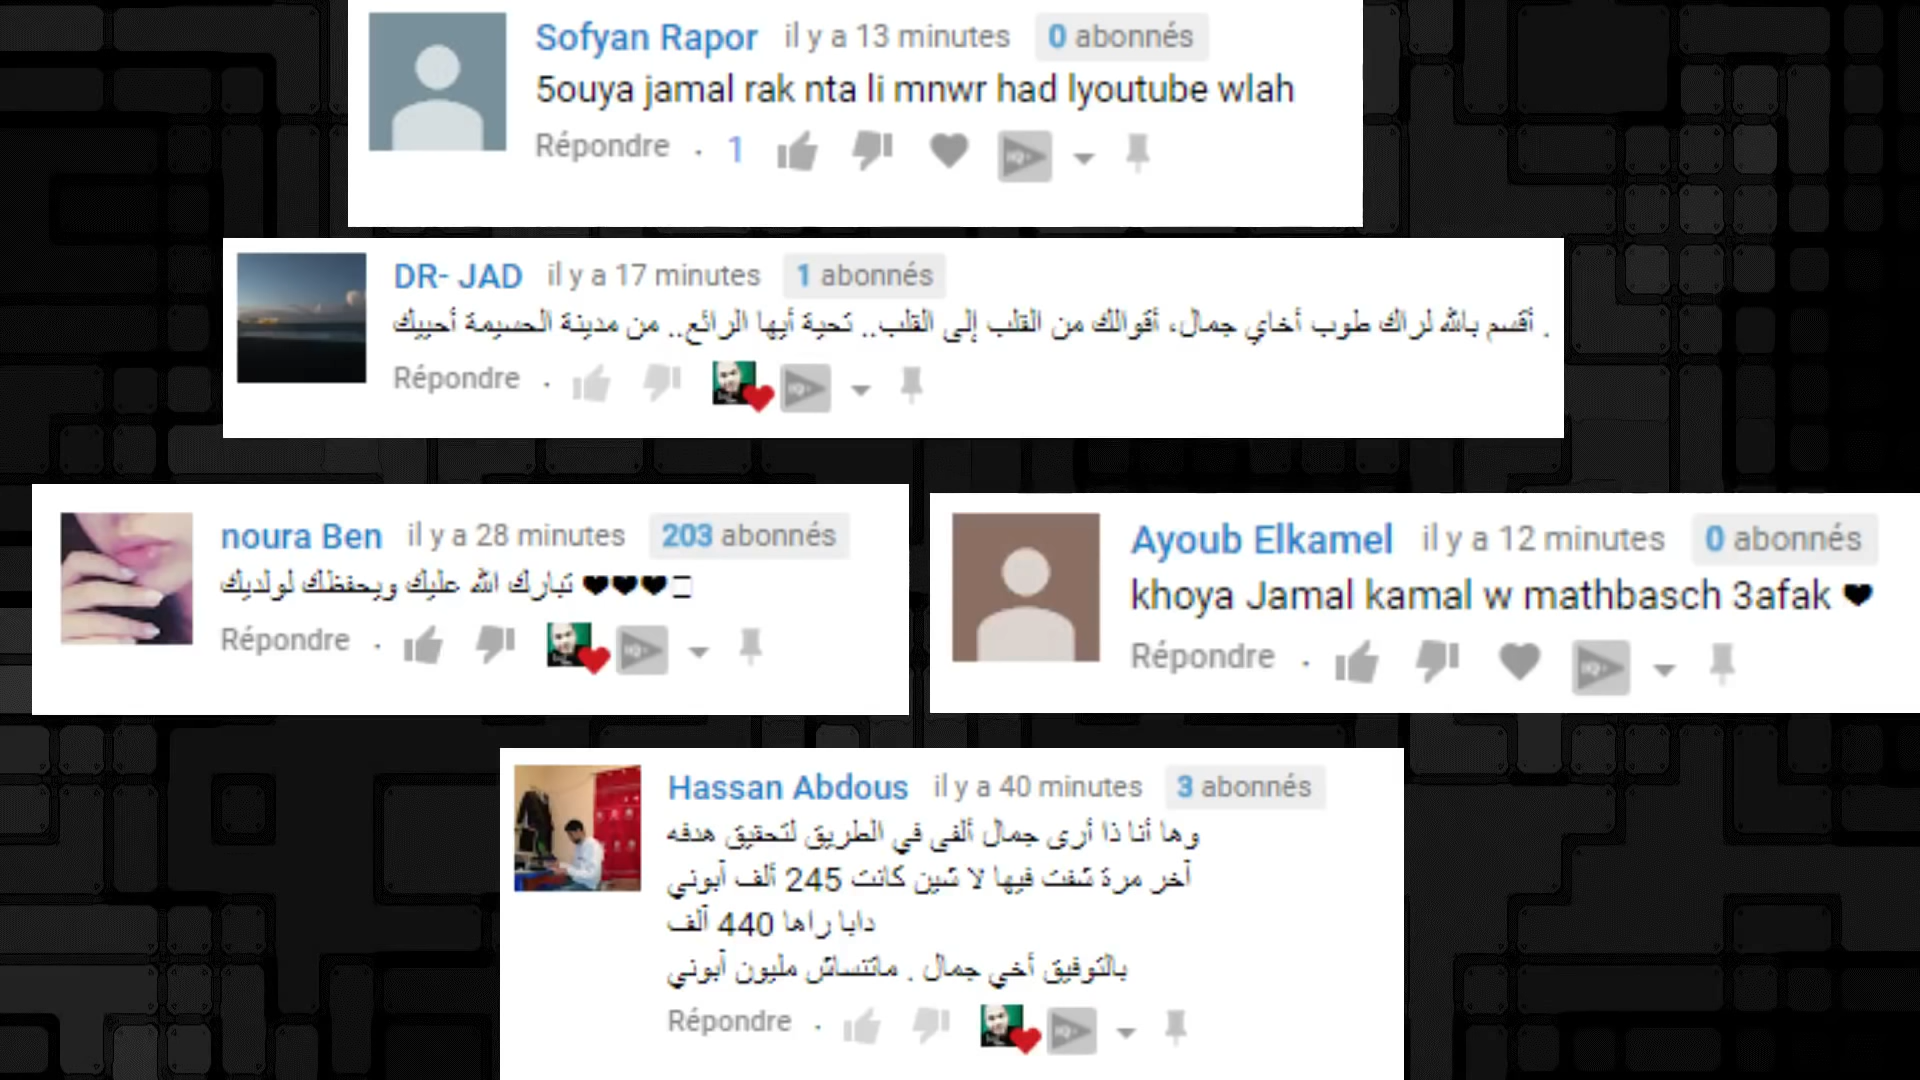 Sofyan Rapor il y a 13 minutes 0 abonnés
5ouya jamal rak nta li mnwr had lyoutube wlah
Répondre . 1
DR- JAD il y a 17 minutes 1 abonnés
أقسم بالله لراك طوب أخاي جمال، أقوالك من القلب إلى القلب.. تحية أيها الرائع.. من مدينة الحسيمة أحييك .
Répondre .
noura Ben il y a 28 minutes 203 abonnés
تبارك الله عليك ويحفظك لولديك ❤❤❤□
Répondre .
Ayoub Elkamel il y a 12 minutes 0 abonnés
khoya Jamal kamal w mathbasch 3afak ❤
Répondre .
Hassan Abdous il y a 40 minutes 3 abonnés
وها أنا ذا أرى جمال ألفى في الطريق لتحقيق هدفه
آخر مرة شفت فيها لا شين كانت 245 ألف أبوني
دابا راها 440 ألف
بالتوفيق أخي جمال . ماتنساش مليون أبوني
Répondre .